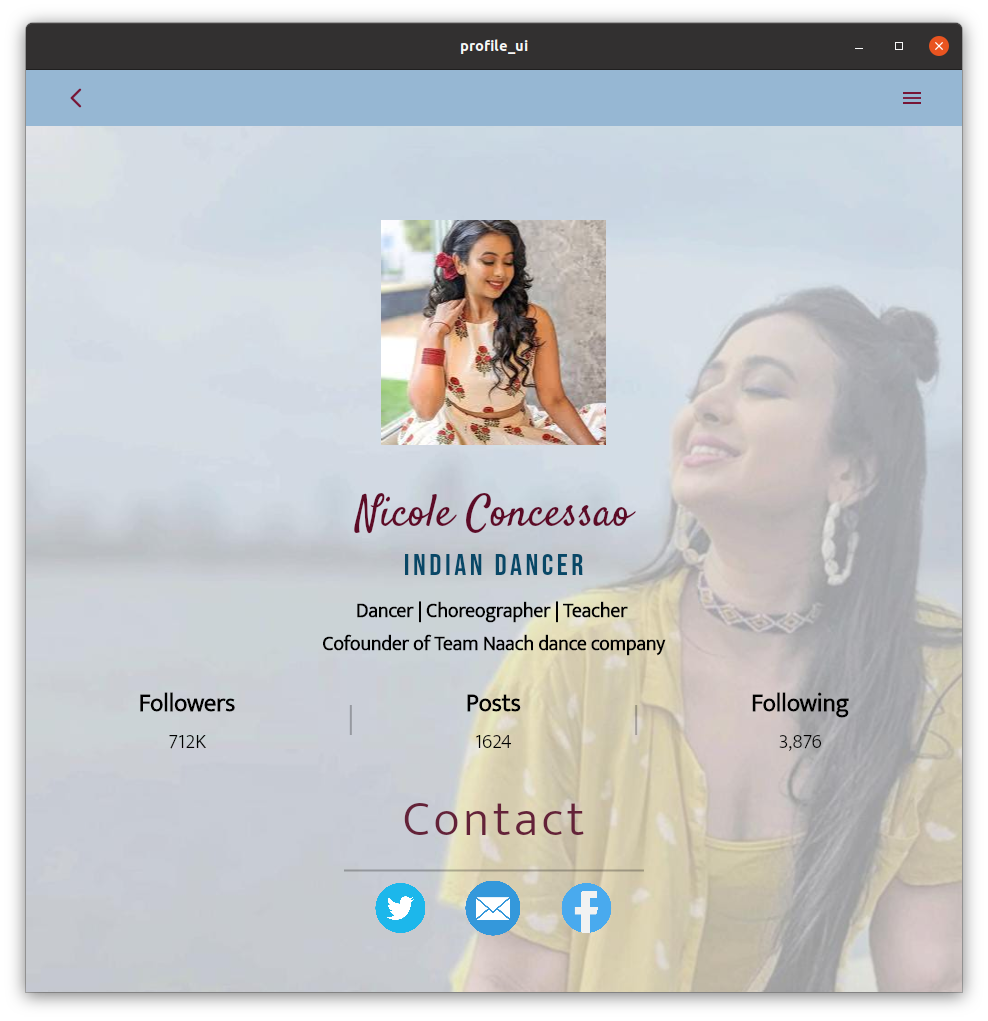 profile_ui
Nicole Concessao
INDIAN DANCER
Dancer | Choreographer | Teacher
Cofounder of Team Naach dance company
Followers Posts Following
712K 1624 3,876
Contact